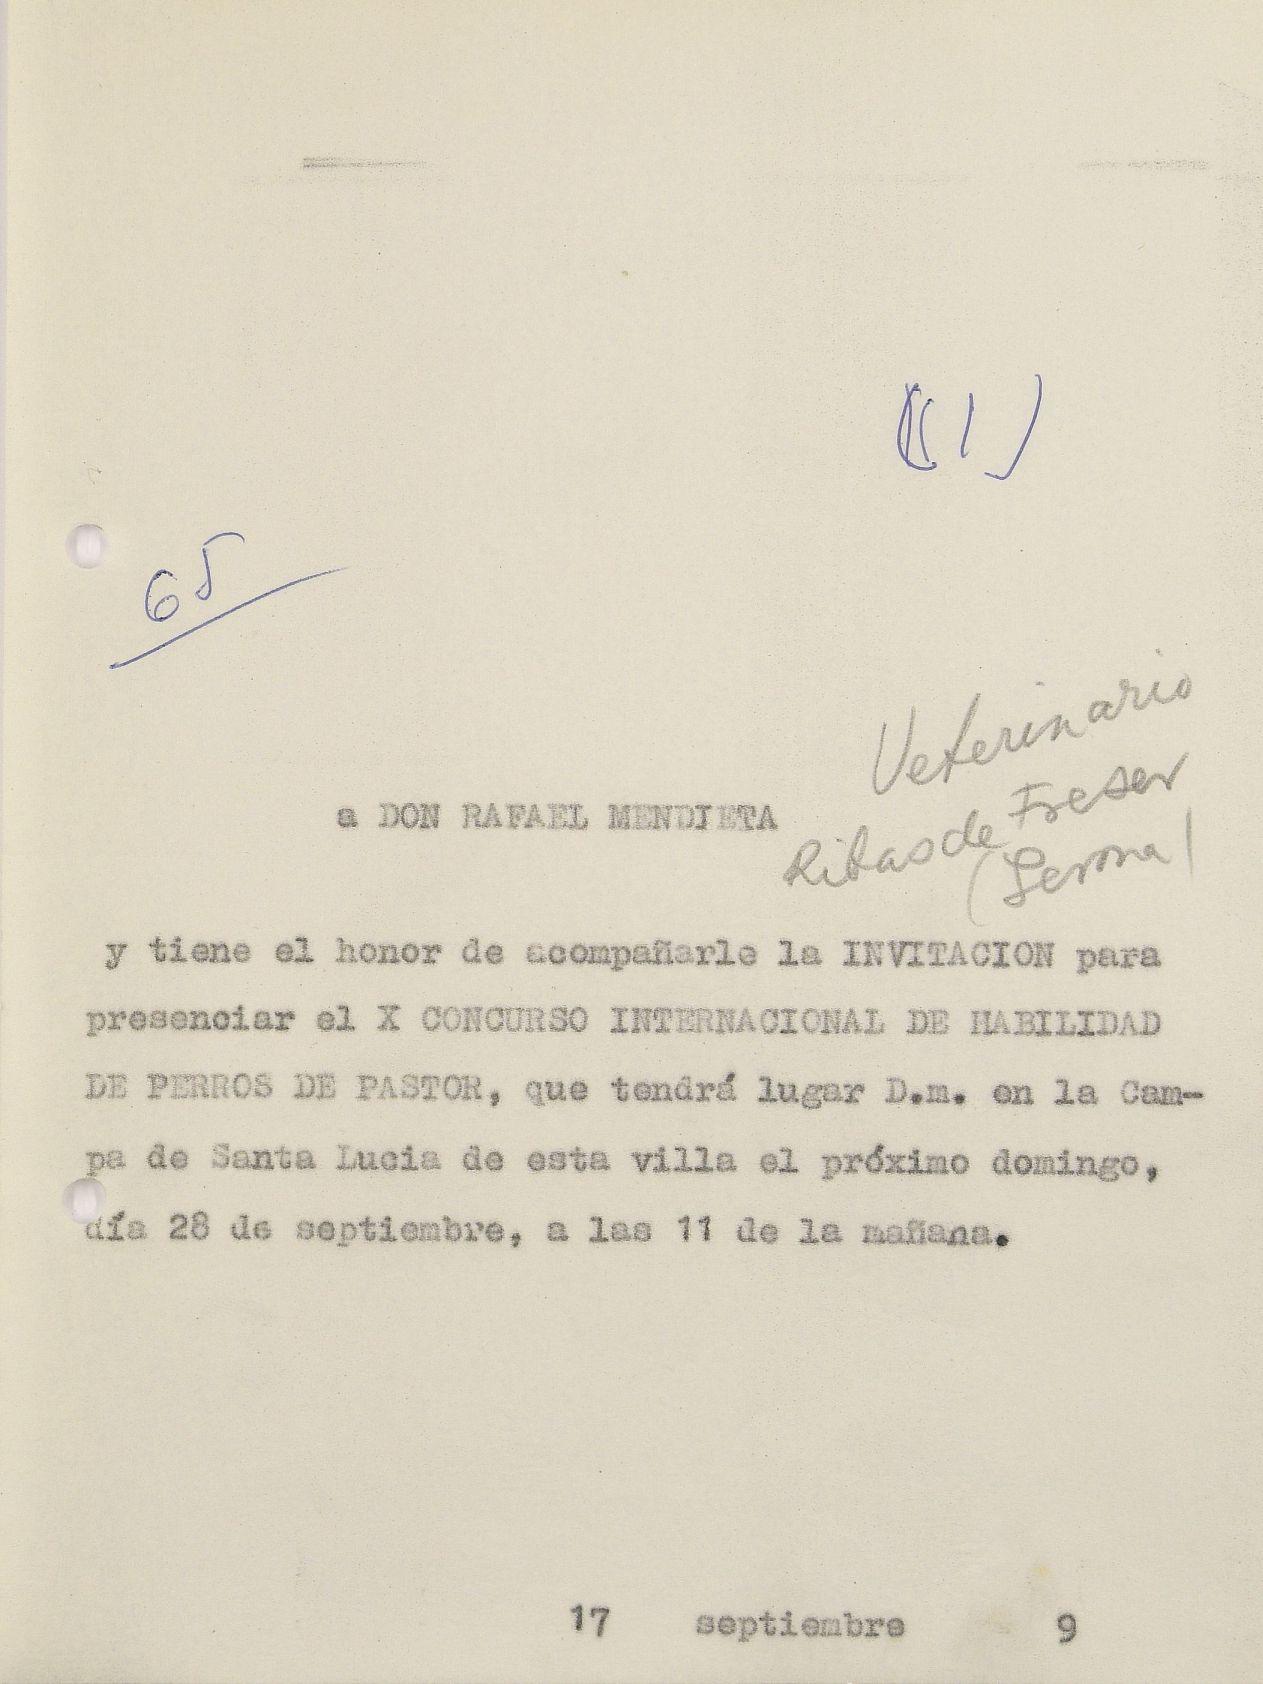 (1)
65
Veterinario
Ribas de Freser
(Gerona)
a DON RAFAEL MENDIETA
y tiene el honor de acompañarle la INVITACION para
presenciar el X CONCURSO INTERNACIONAL DE HABILIDAD
DE PERROS DE PASTOR, que tendrá lugar D.m. en la Cam-
pa de Santa Lucia de esta villa el próximo domingo,
día 28 de septiembre, a las 11 de la mañana.
17 septiembre 9